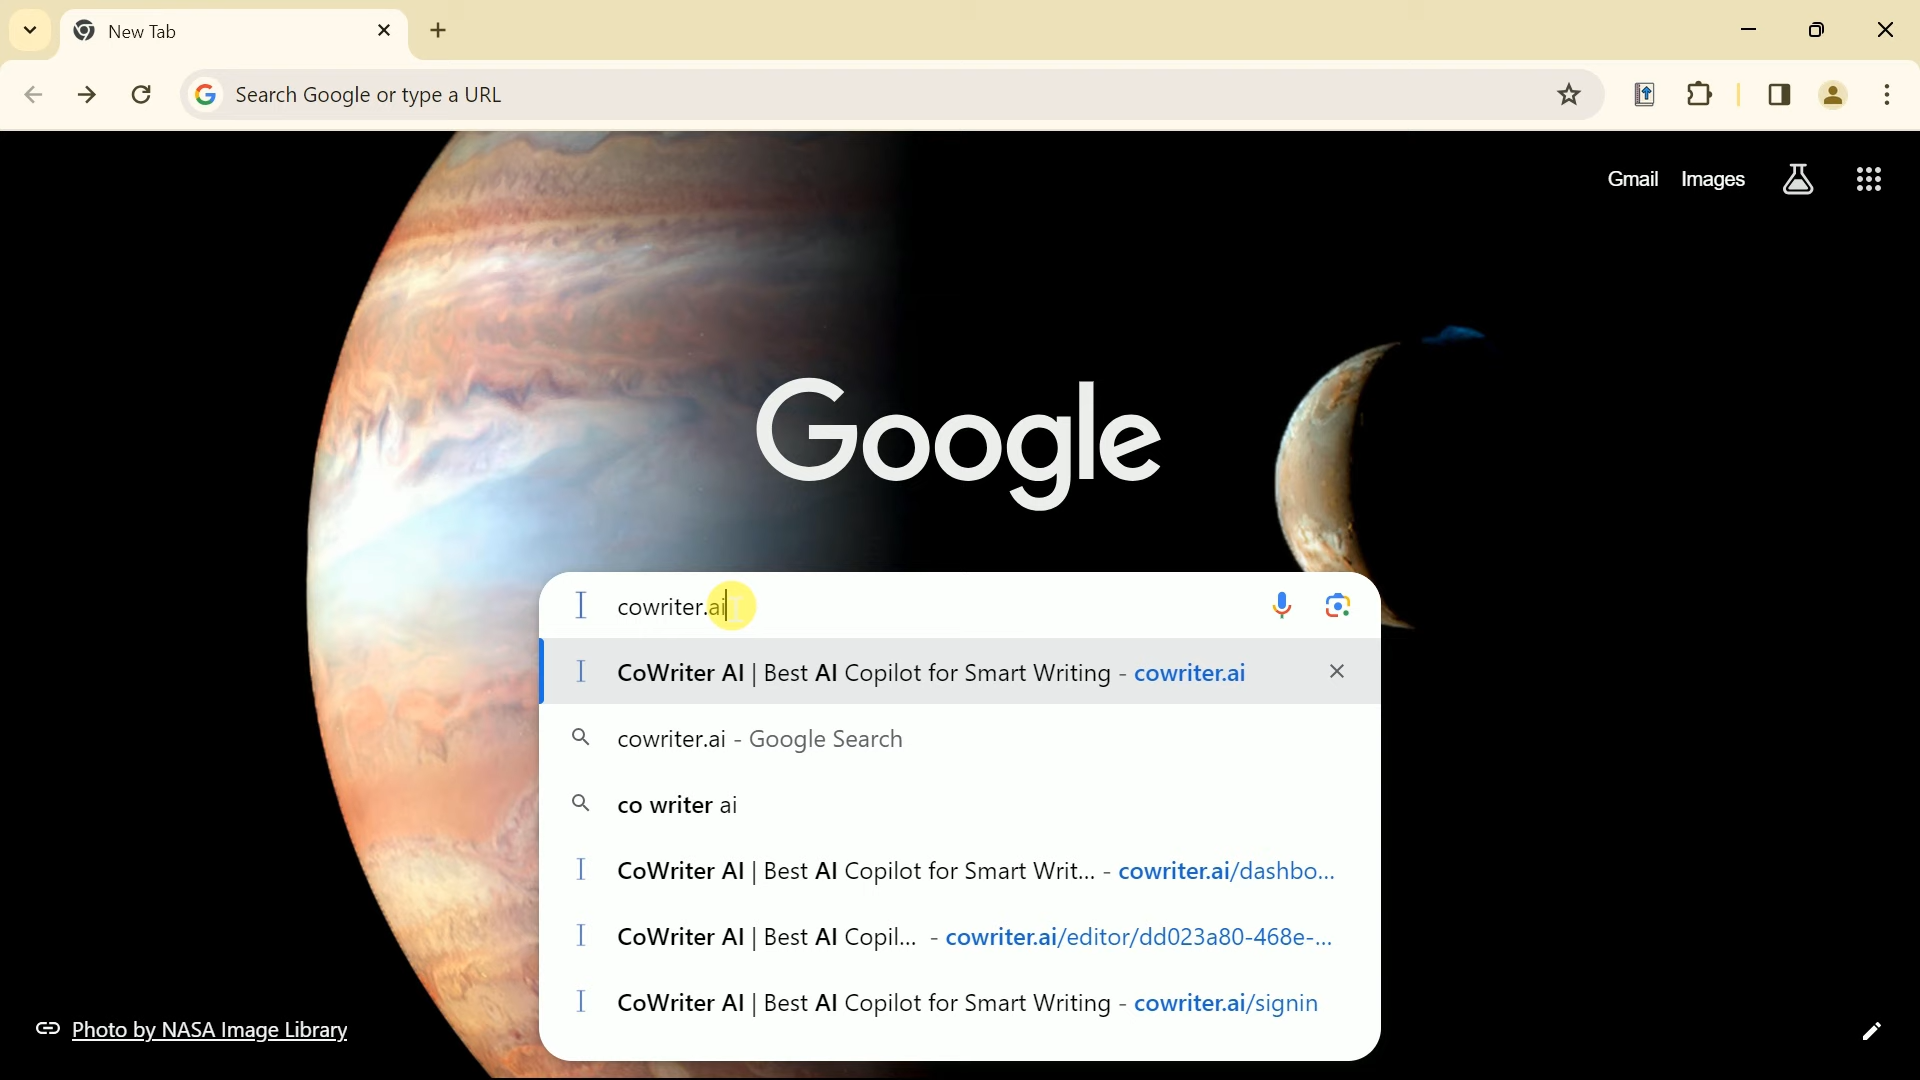 New Tab
Search Google or type a URL
Gmail Images
Google
cowriter.ai
CoWriter AI | Best AI Copilot for Smart Writing - cowriter.ai
cowriter.ai - Google Search
co writer ai
CoWriter AI | Best AI Copilot for Smart Writ... - cowriter.ai/dashbo...
CoWriter AI | Best AI Copil... - cowriter.ai/editor/dd023a80-468e-...
CoWriter AI | Best AI Copilot for Smart Writing - cowriter.ai/signin
Photo by NASA Image Library